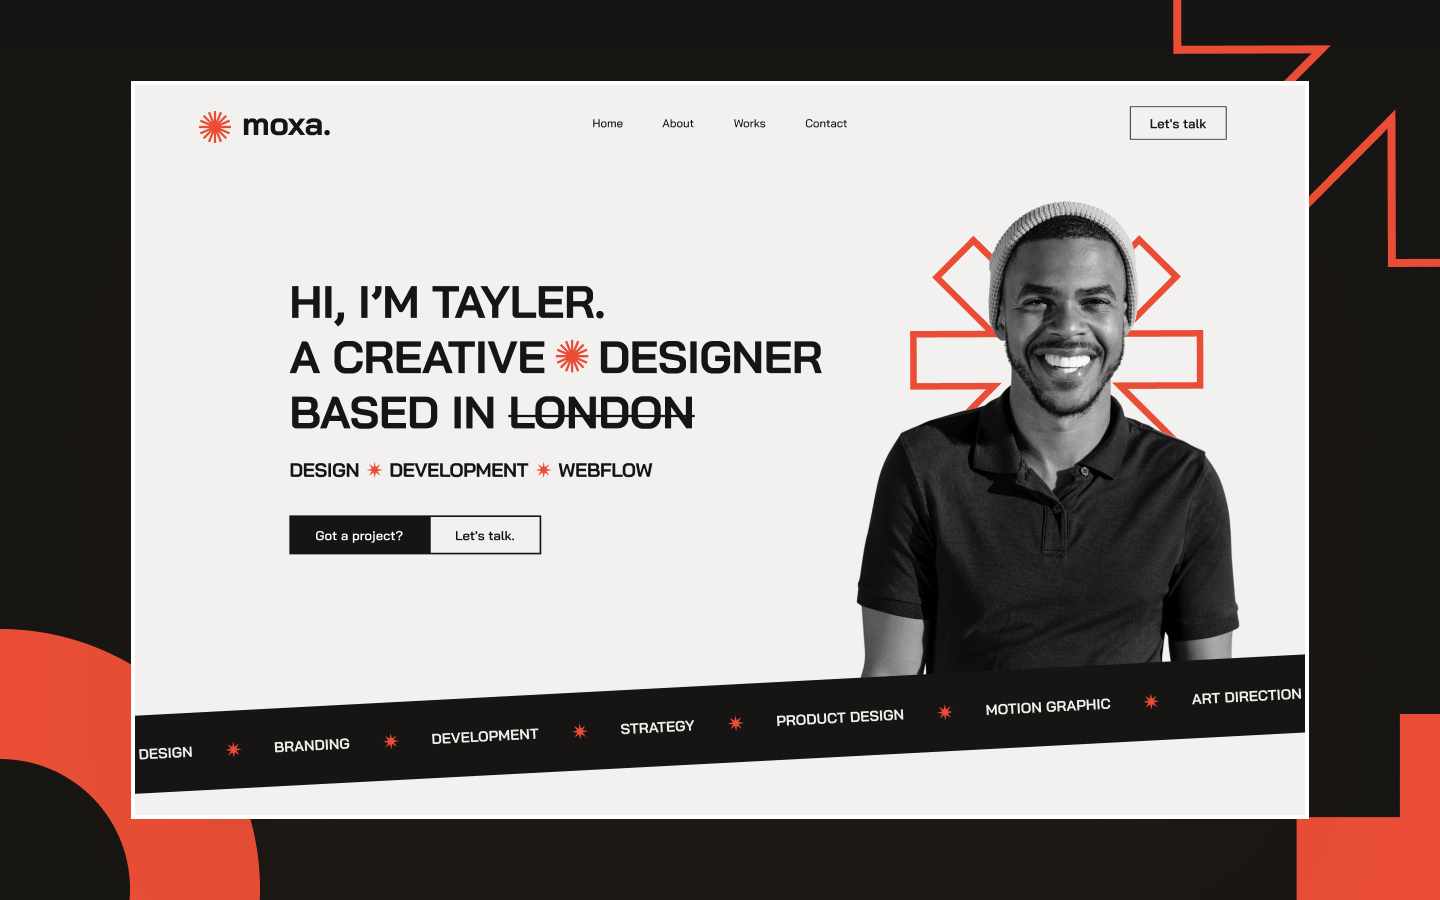 moxa.
Home About Works Contact
Let's talk
HI, I’M TAYLER.
A CREATIVE DESIGNER
BASED IN LONDON
DESIGN DEVELOPMENT WEBFLOW
Got a project? Let's talk.
DESIGN BRANDING DEVELOPMENT STRATEGY PRODUCT DESIGN MOTION GRAPHIC ART DIRECTION